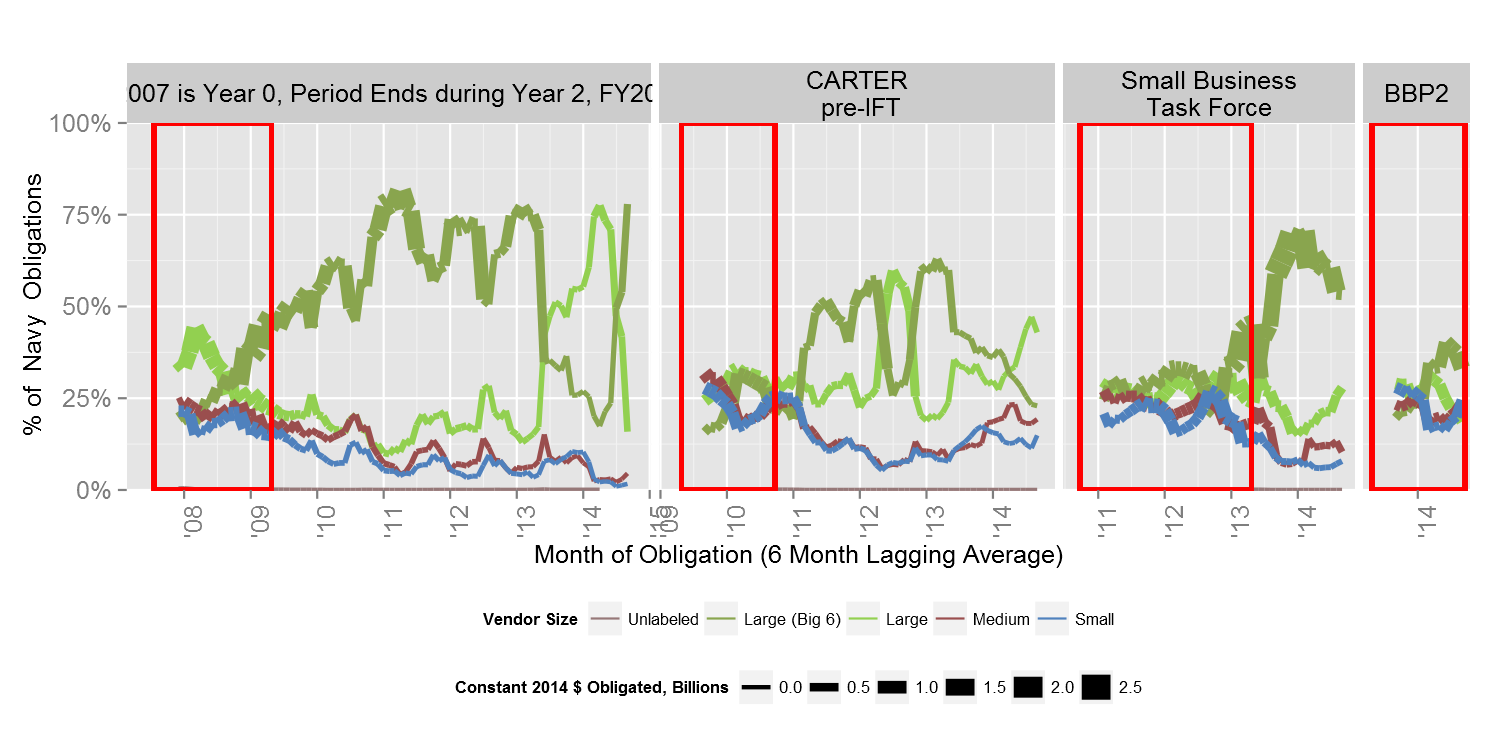 007 is Year 0, Period Ends during Year 2, FY20
CARTER
pre-IFT
Small Business
Task Force
BBP2
100%
75%
50%
25%
0%
% of Navy Obligations
'08
'09
'10
'11
'12
'13
'14
'15
'09
'10
'11
'12
'13
'14
'11
'12
'13
'14
'14
Month of Obligation (6 Month Lagging Average)
Vendor Size Unlabeled Large (Big 6) Large Medium Small
Constant 2014 $ Obligated, Billions 0.0 0.5 1.0 1.5 2.0 2.5